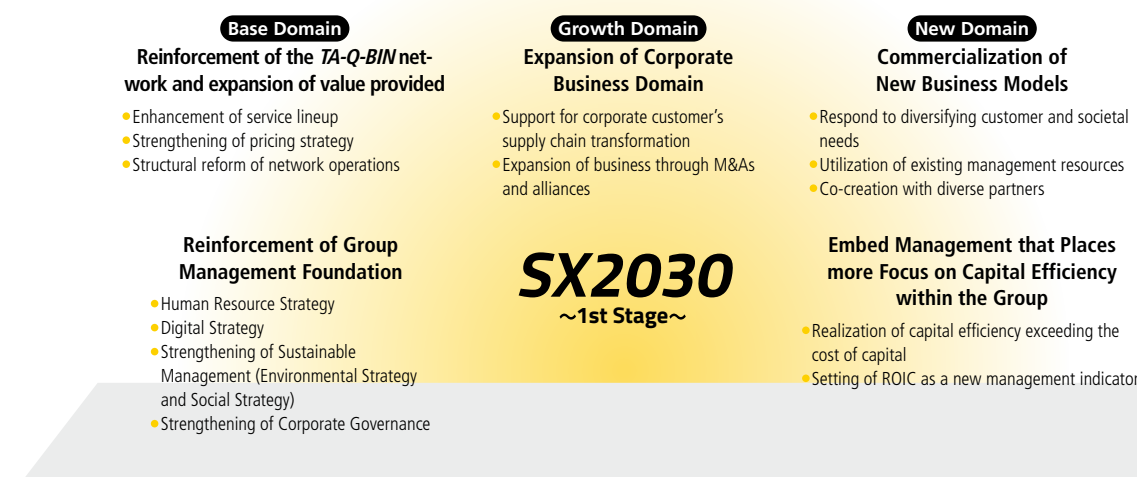 Base Domain
Reinforcement of the TA-Q-BIN net-
work and expansion of value provided
•Enhancement of service lineup
•Strengthening of pricing strategy
•Structural reform of network operations
Growth Domain
Expansion of Corporate
Business Domain
•Support for corporate customer's
supply chain transformation
•Expansion of business through M&As
and alliances
New Domain
Commercialization of
New Business Models
•Respond to diversifying customer and societal
needs
•Utilization of existing management resources
•Co-creation with diverse partners
Reinforcement of Group
Management Foundation
•Human Resource Strategy
•Digital Strategy
•Strengthening of Sustainable
Management (Environmental Strategy
and Social Strategy)
•Strengthening of Corporate Governance
SX2030
～1st Stage～
Embed Management that Places
more Focus on Capital Efficiency
within the Group
•Realization of capital efficiency exceeding the
cost of capital
•Setting of ROIC as a new management indicator